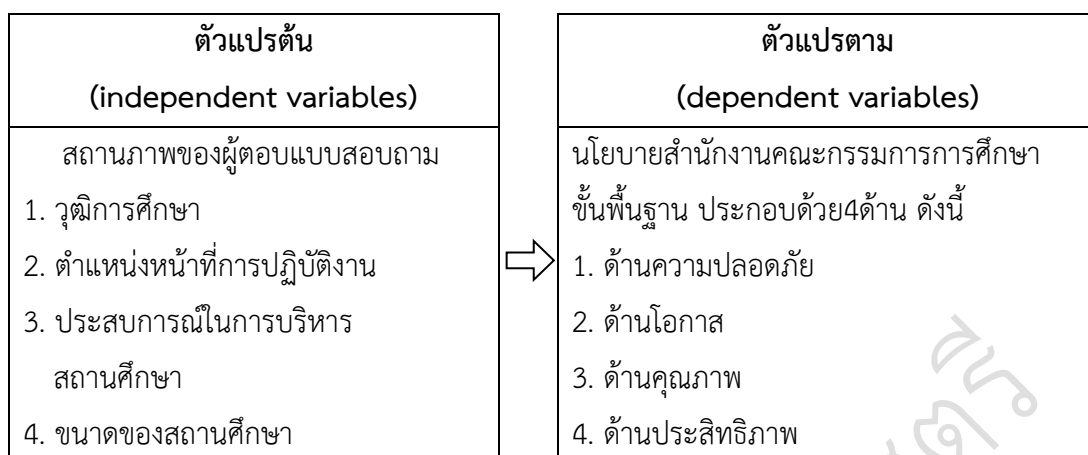 ตัวแปรต้น
(independent variables)
สถานภาพของผู้ตอบแบบสอบถาม
1. วุฒิการศึกษา
2. ตำแหน่งหน้าที่การปฏิบัติงาน
3. ประสบการณ์ในการบริหาร
สถานศึกษา
4. ขนาดของสถานศึกษา
ตัวแปรตาม
(dependent variables)
นโยบายสำนักงานคณะกรรมการการศึกษา
ขั้นพื้นฐาน ประกอบด้วย4ด้าน ดังนี้
1. ด้านความปลอดภัย
2. ด้านโอกาส
3. ด้านคุณภาพ
4. ด้านประสิทธิภาพ